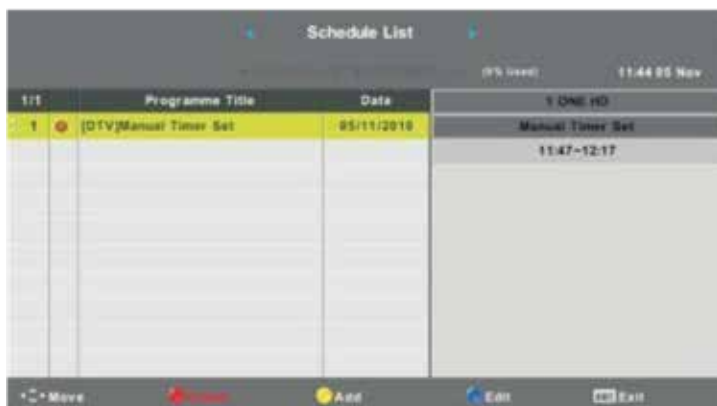 Schedule List
(0% Used) 11:44 05 Nov
1/1 Programme Title Date 1 ONE HD
1 [DTV]Manual Timer Set 05/11/2010 Manual Timer Set
11:47~12:17
Move Add Edit EXIT Exit